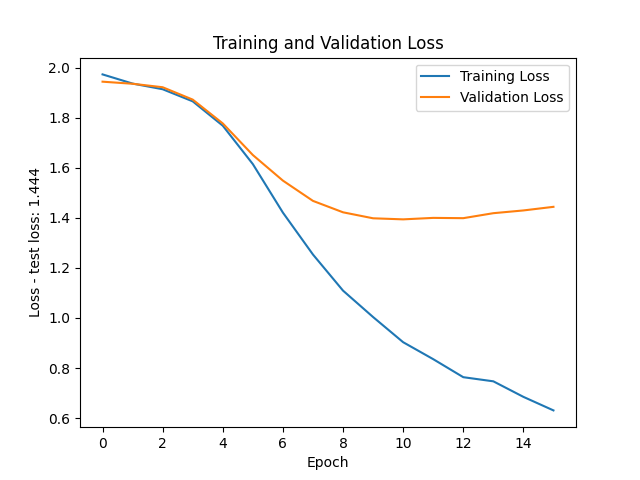 Training and Validation Loss
Training Loss
Validation Loss
2.0
1.8
1.6
1.4
1.2
1.0
0.8
0.6
Loss - test loss: 1.444
0 2 4 6 8 10 12 14
Epoch